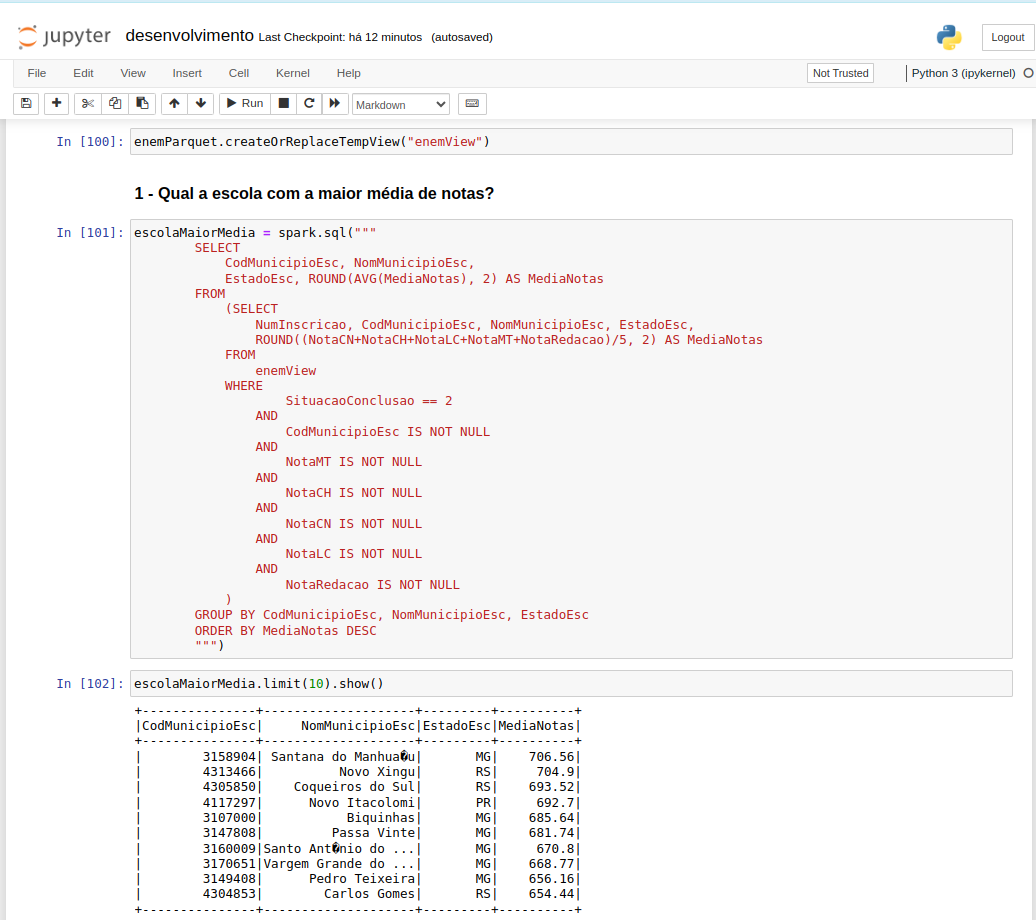 jupyter desenvolvimento Last Checkpoint: há 12 minutos (autosaved)
Logout
File Edit View Insert Cell Kernel Help
Not Trusted
Python 3 (ipykernel)
Run
Markdown
In [100]: enemParquet.createOrReplaceTempView("enemView")
1 - Qual a escola com a maior média de notas?
In [101]: escolaMaiorMedia = spark.sql("""
        SELECT
            CodMunicipioEsc, NomMunicipioEsc,
            EstadoEsc, ROUND(AVG(MediaNotas), 2) AS MediaNotas
        FROM
            (SELECT
                NumInscricao, CodMunicipioEsc, NomMunicipioEsc, EstadoEsc,
                ROUND((NotaCN+NotaCH+NotaLC+NotaMT+NotaRedacao)/5, 2) AS MediaNotas
            FROM
                enemView
            WHERE
                    SituacaoConclusao == 2
                AND
                    CodMunicipioEsc IS NOT NULL
                AND
                    NotaMT IS NOT NULL
                AND
                    NotaCH IS NOT NULL
                AND
                    NotaCN IS NOT NULL
                AND
                    NotaLC IS NOT NULL
                AND
                    NotaRedacao IS NOT NULL
            )
        GROUP BY CodMunicipioEsc, NomMunicipioEsc, EstadoEsc
        ORDER BY MediaNotas DESC
        """)
In [102]: escolaMaiorMedia.limit(10).show()
+---------------+--------------------+---------+----------+
|CodMunicipioEsc|     NomMunicipioEsc|EstadoEsc|MediaNotas|
+---------------+--------------------+---------+----------+
|        3158904| Santana do Manhua�u|       MG|    706.56|
|        4313466|          Novo Xingu|       RS|     704.9|
|        4305850|    Coqueiros do Sul|       RS|    693.52|
|        4117297|      Novo Itacolomi|       PR|     692.7|
|        3107000|           Biquinhas|       MG|    685.64|
|        3147808|         Passa Vinte|       MG|    681.74|
|        3160009|Santo Ant�nio do ...|       MG|     670.8|
|        3170651|Vargem Grande do ...|       MG|    668.77|
|        3149408|      Pedro Teixeira|       MG|    656.16|
|        4304853|        Carlos Gomes|       RS|    654.44|
+---------------+--------------------+---------+----------+